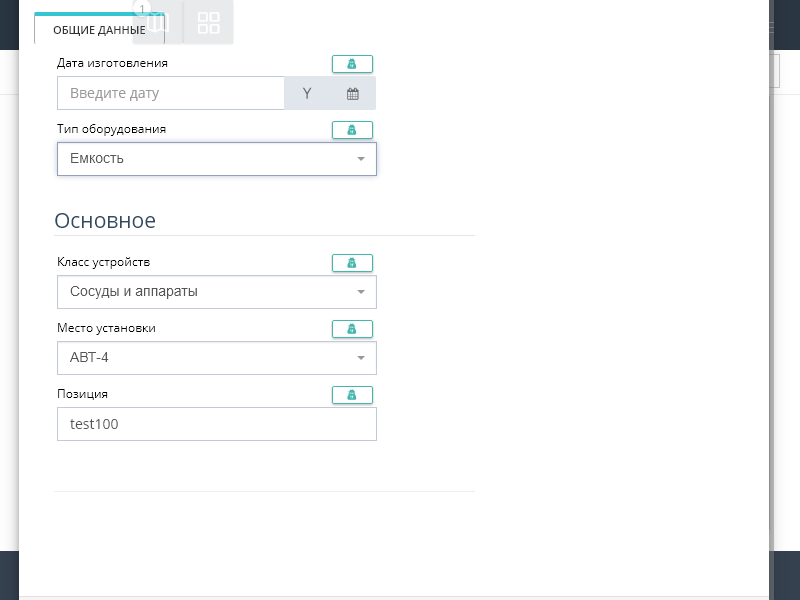 1
ОБЩИЕ ДАННЫЕ
Дата изготовления
Введите дату
Y
Тип оборудования
Емкость
Основное
Класс устройств
Сосуды и аппараты
Место установки
АВТ-4
Позиция
test100